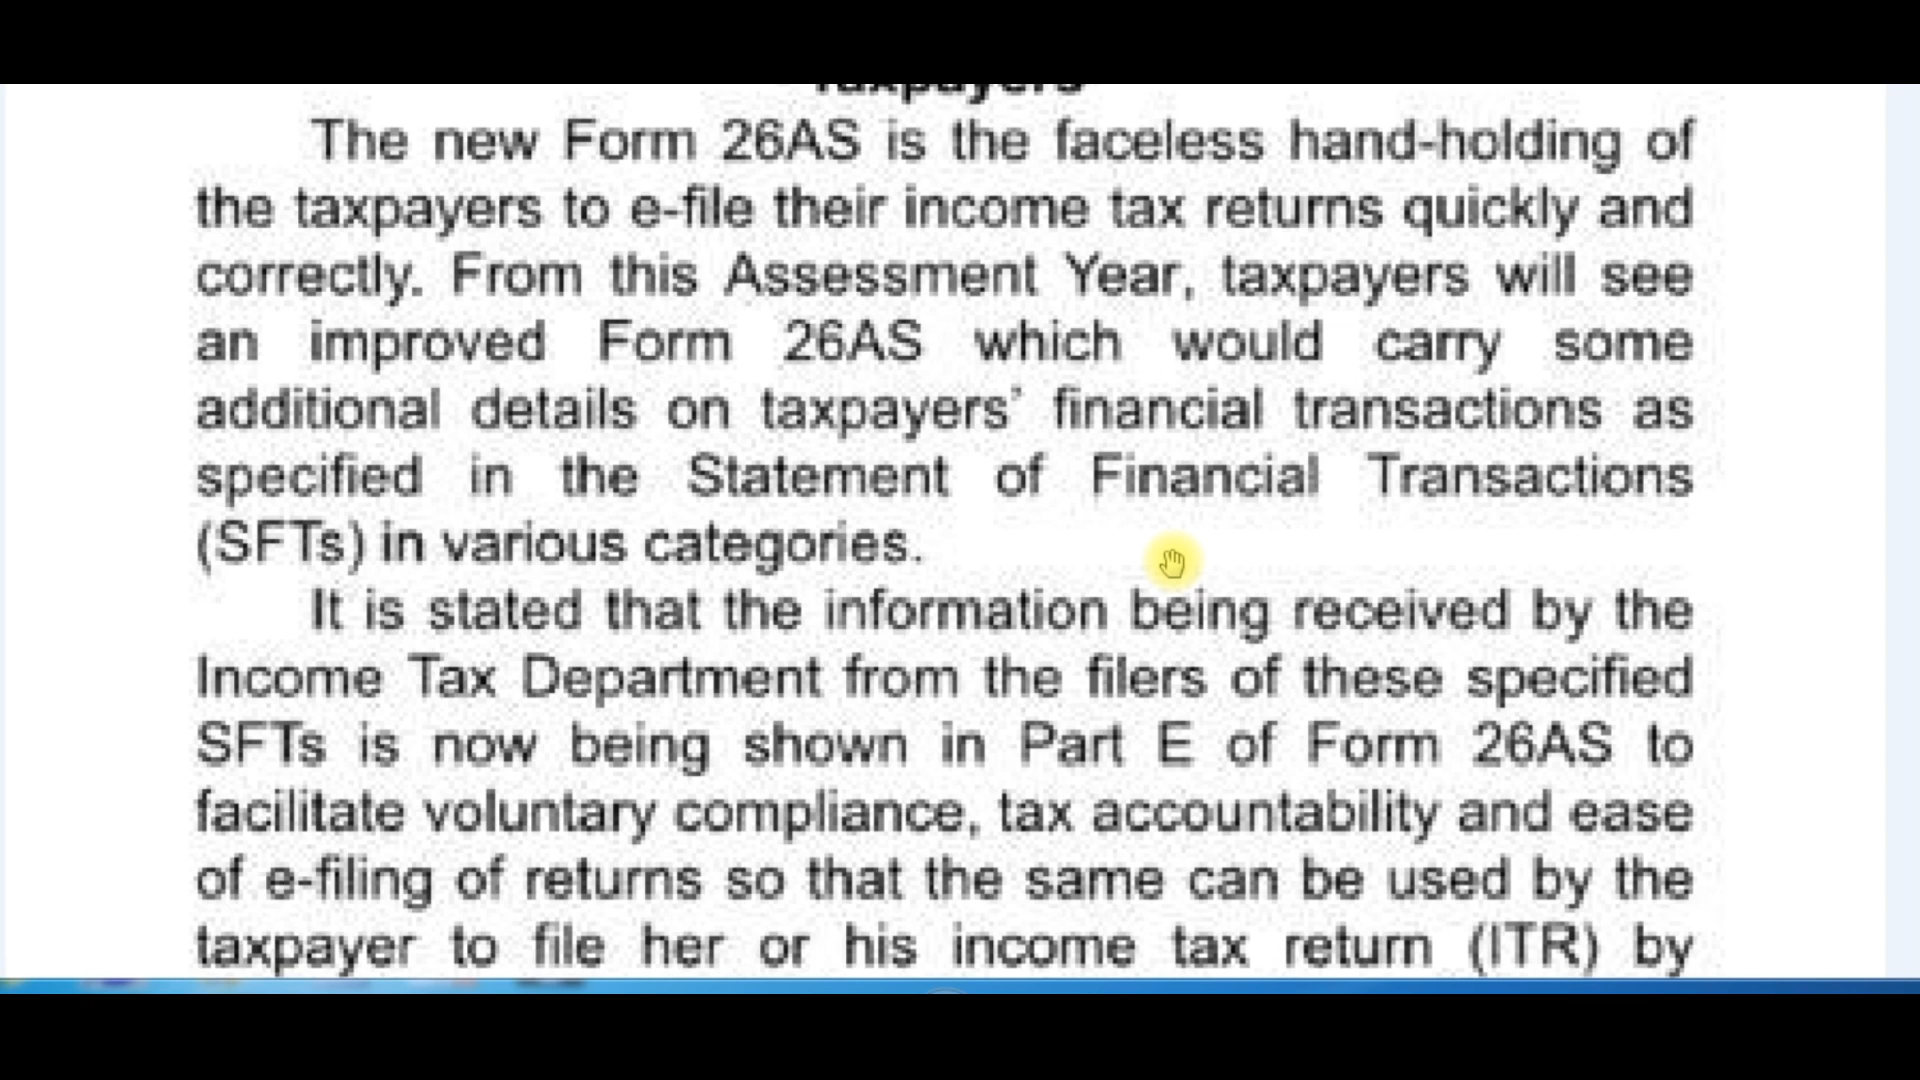 Taxpayers
The new Form 26AS is the faceless hand-holding of
the taxpayers to e-file their income tax returns quickly and
correctly. From this Assessment Year, taxpayers will see
an improved Form 26AS which would carry some
additional details on taxpayers’ financial transactions as
specified in the Statement of Financial Transactions
(SFTs) in various categories.
It is stated that the information being received by the
Income Tax Department from the filers of these specified
SFTs is now being shown in Part E of Form 26AS to
facilitate voluntary compliance, tax accountability and ease
of e-filing of returns so that the same can be used by the
taxpayer to file her or his income tax return (ITR) by